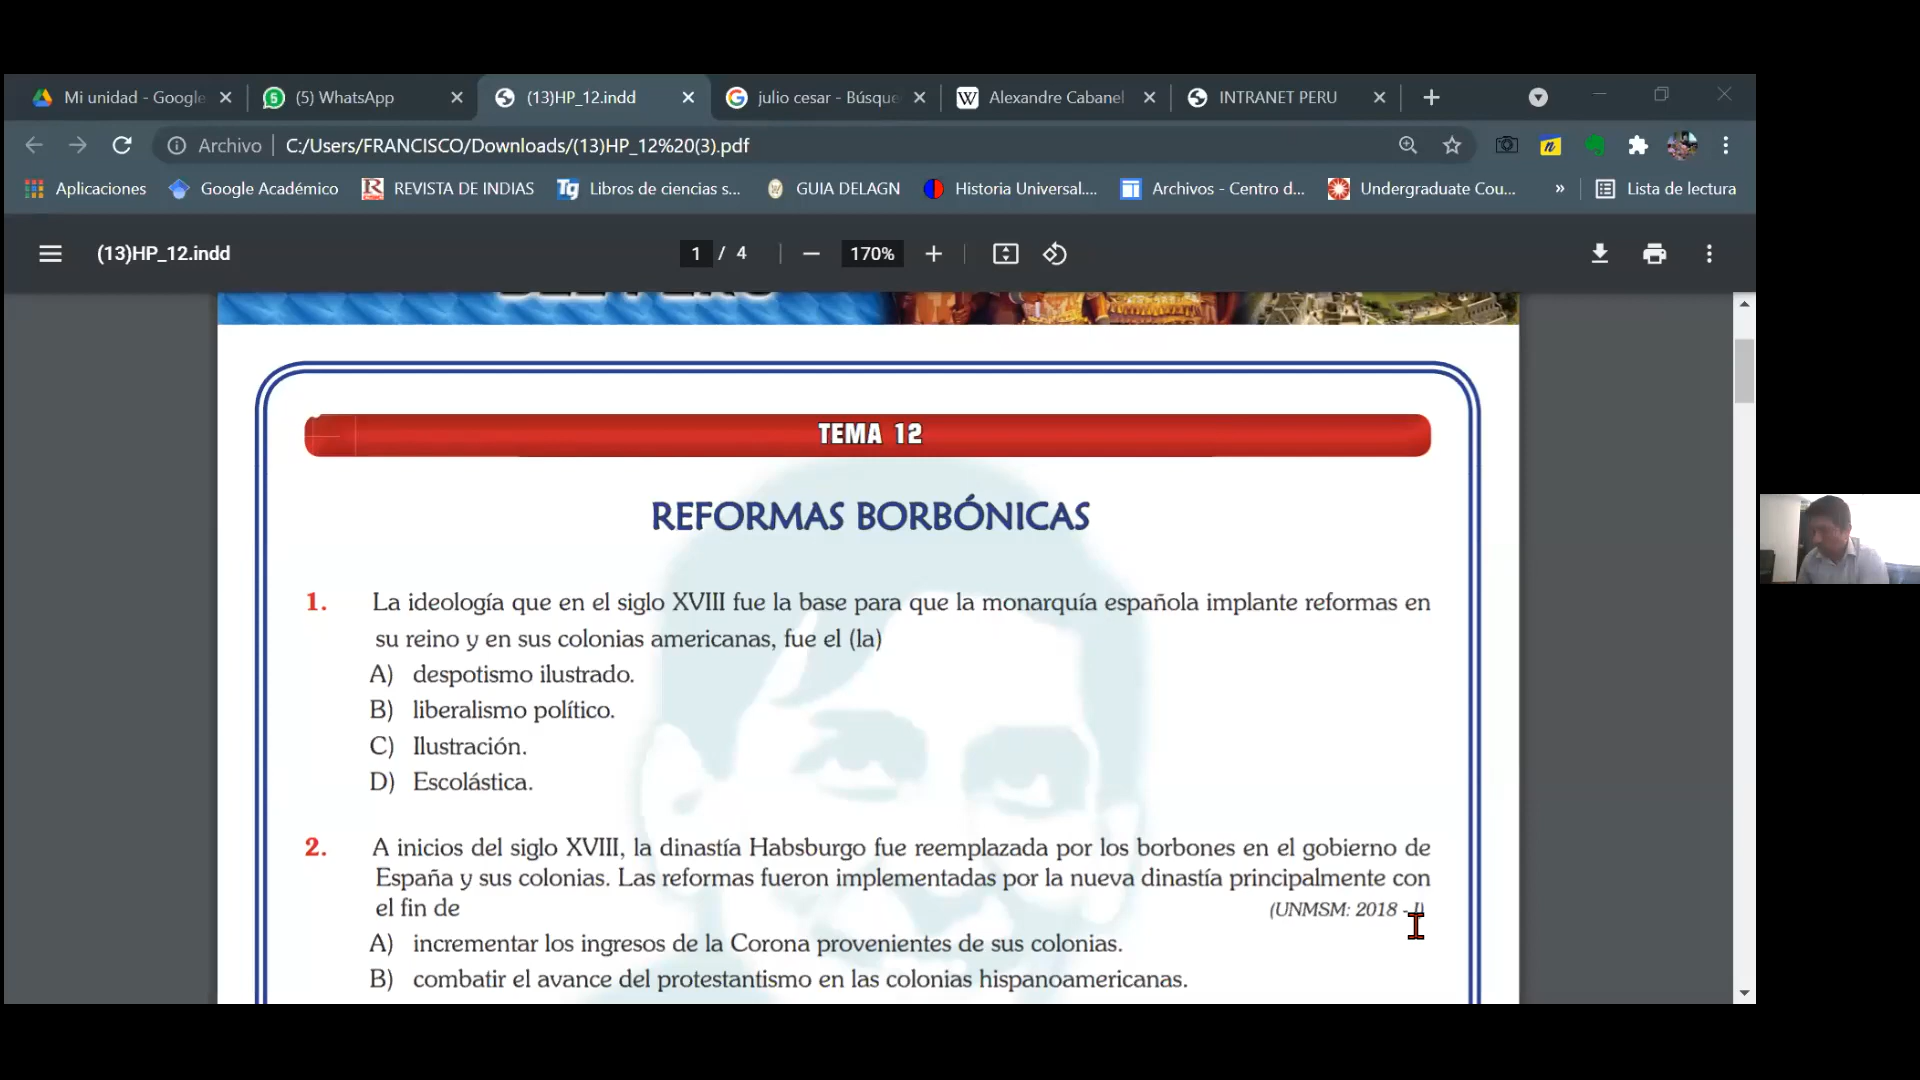 Mi unidad - Google
(5) WhatsApp
(13)HP_12.indd
julio cesar - Búsque
Alexandre Cabanel
INTRANET PERU
Archivo
C:/Users/FRANCISCO/Downloads/(13)HP_12%20(3).pdf
Aplicaciones
Google Académico
REVISTA DE INDIAS
Libros de ciencias s...
GUIA DELAGN
Historia Universal....
Archivos - Centro d...
Undergraduate Cou...
»
Lista de lectura
(13)HP_12.indd
1 / 4
170%
TEMA 12
REFORMAS BORBÓNICAS
1. La ideología que en el siglo XVIII fue la base para que la monarquía española implante reformas en
su reino y en sus colonias americanas, fue el (la)
A) despotismo ilustrado.
B) liberalismo político.
C) Ilustración.
D) Escolástica.
2. A inicios del siglo XVIII, la dinastía Habsburgo fue reemplazada por los borbones en el gobierno de
España y sus colonias. Las reformas fueron implementadas por la nueva dinastía principalmente con
el fin de (UNMSM: 2018 - I)
A) incrementar los ingresos de la Corona provenientes de sus colonias.
B) combatir el avance del protestantismo en las colonias hispanoamericanas.